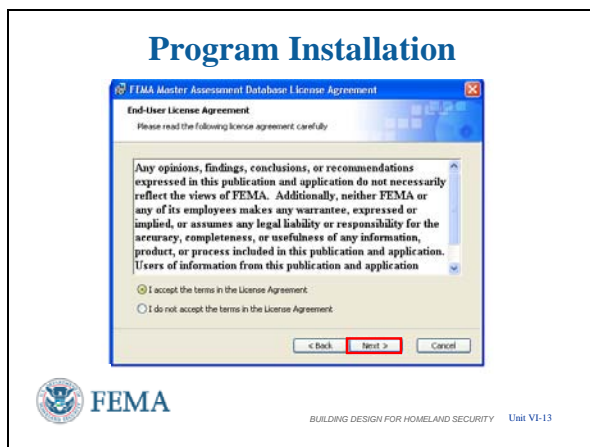 Program Installation
FEMA Master Assessment Database License Agreement
End-User License Agreement
Please read the following license agreement carefully
Any opinions, findings, conclusions, or recommendations
expressed in this publication and application do not necessarily
reflect the views of FEMA. Additionally, neither FEMA or
any of its employees makes any warrantee, expressed or
implied, or assumes any legal liability or responsibility for the
accuracy, completeness, or usefulness of any information,
product, or process included in this publication and application.
Users of information from this publication and application
I accept the terms in the License Agreement
I do not accept the terms in the License Agreement
< Back Next > Cancel
FEMA
BUILDING DESIGN FOR HOMELAND SECURITY Unit VI-13